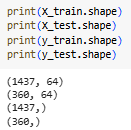 print(X_train.shape)
print(X_test.shape)
print(y_train.shape)
print(y_test.shape)
(1437, 64)
(360, 64)
(1437,)
(360,)